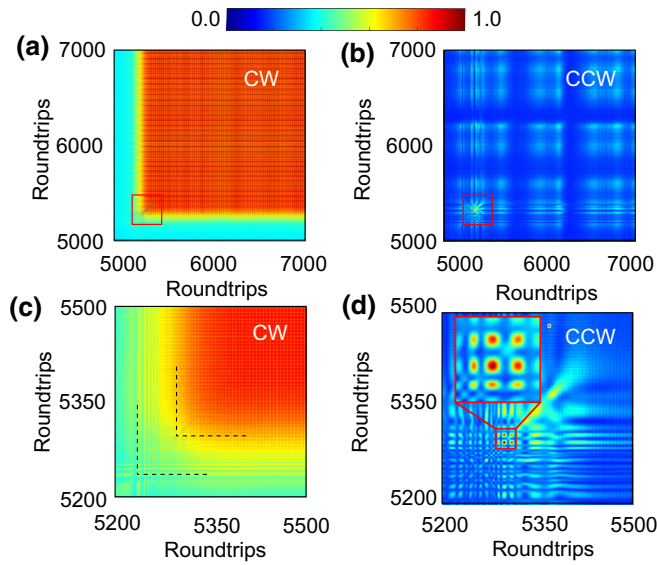 0.0 1.0
(a) (b)
7000 CW 7000 CCW
Roundtrips Roundtrips
6000 6000
5000 5000
5000 6000 7000 5000 6000 7000
Roundtrips Roundtrips
(c) (d)
5500 CW 5500 CCW
Roundtrips Roundtrips
5350 5350
5200 5200
5200 5350 5500 5200 5350 5500
Roundtrips Roundtrips